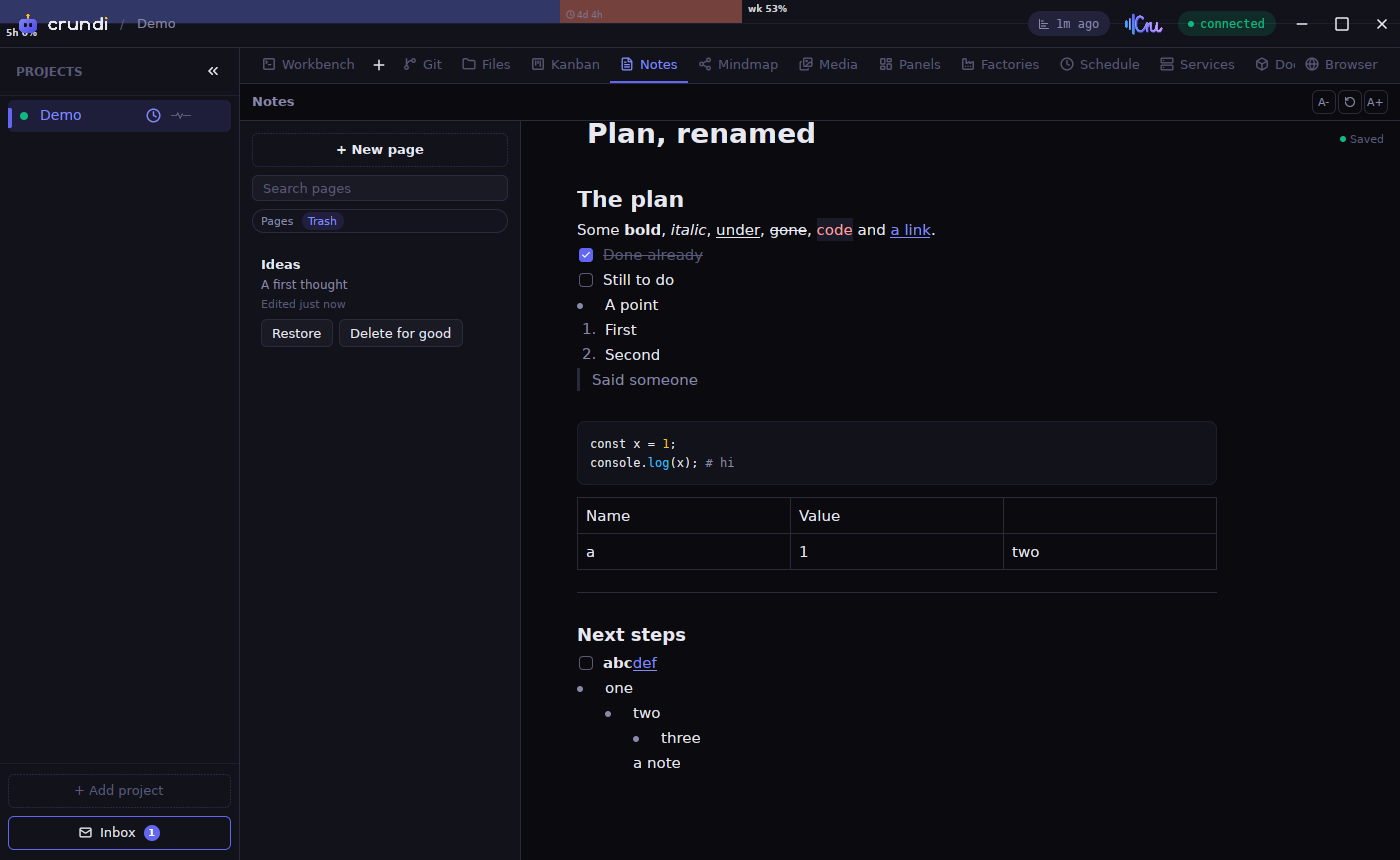 4d 4h
wk 53%
crundi / Demo
1m ago
connected
PROJECTS
Demo
+ Add project
Inbox 1
Workbench + Git Files Kanban Notes Mindmap Media Panels Factories Schedule Services Browser
Notes
A- A+
+ New page
Search pages
Pages Trash
Ideas
A first thought
Edited just now
Restore Delete for good
Plan, renamed
Saved
The plan
Some bold, italic, under, gone, code and a link.
Done already
Still to do
A point
1. First
2. Second
Said someone
const x = 1;
console.log(x); # hi
Name Value
a 1 two
Next steps
abcdef
one
two
three
a note